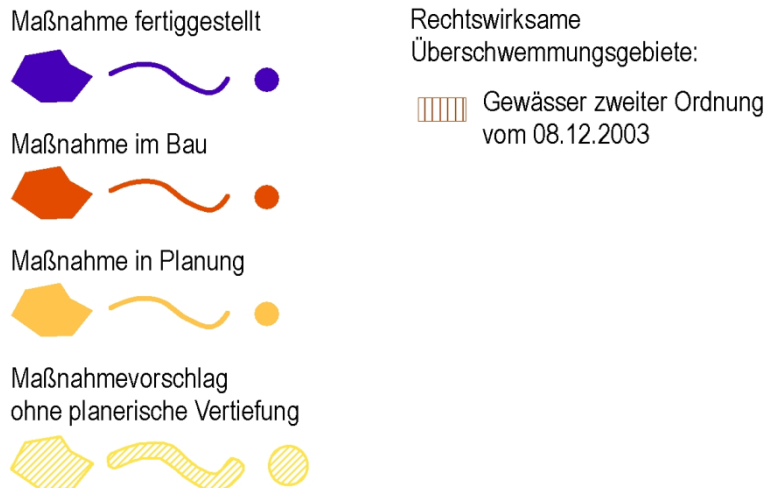 Maßnahme fertiggestellt
Maßnahme im Bau
Maßnahme in Planung
Maßnahmevorschlag
ohne planerische Vertiefung
Rechtswirksame
Überschwemmungsgebiete:
Gewässer zweiter Ordnung
vom 08.12.2003